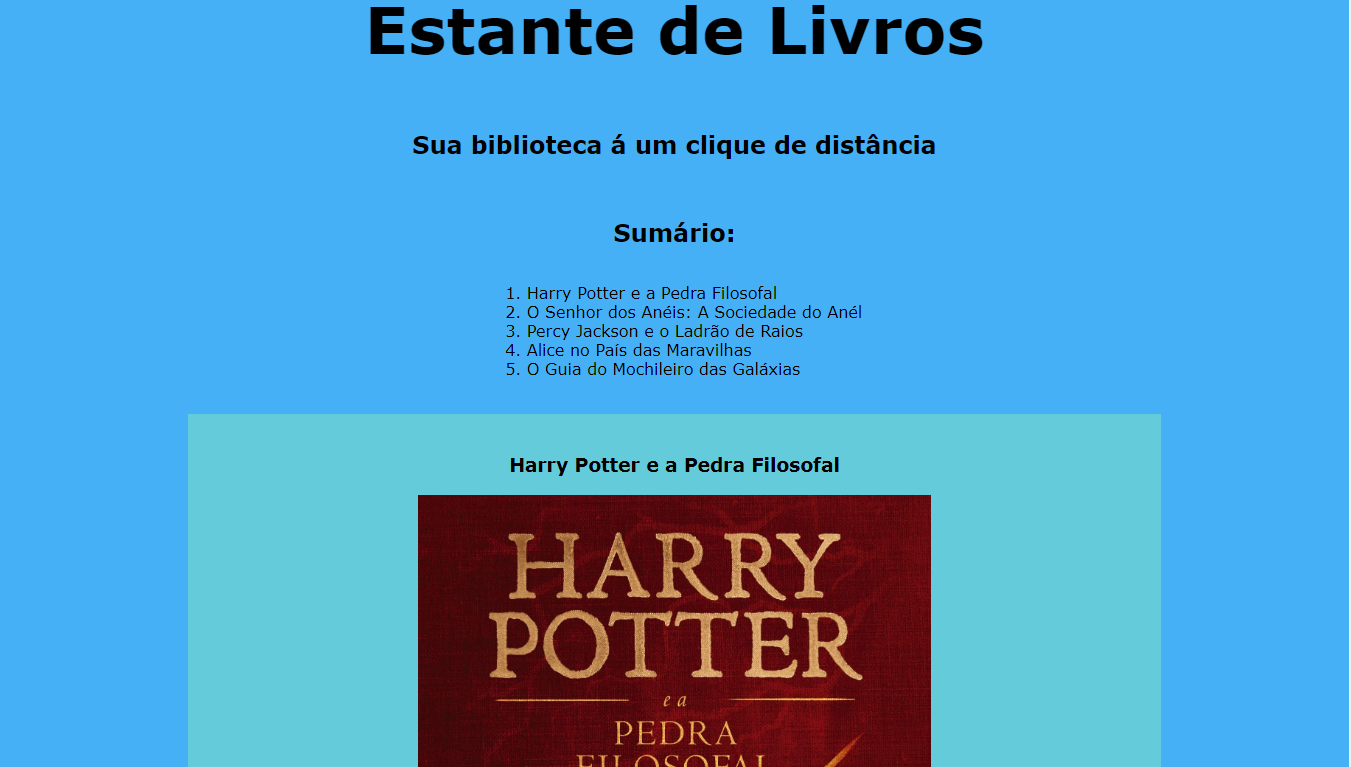 Estante de Livros
Sua biblioteca á um clique de distância
Sumário:
1. Harry Potter e a Pedra Filosofal
2. O Senhor dos Anéis: A Sociedade do Anél
3. Percy Jackson e o Ladrão de Raios
4. Alice no País das Maravilhas
5. O Guia do Mochileiro das Galáxias
Harry Potter e a Pedra Filosofal
HARRY
POTTER
e a
PEDRA
FILOSOFAL